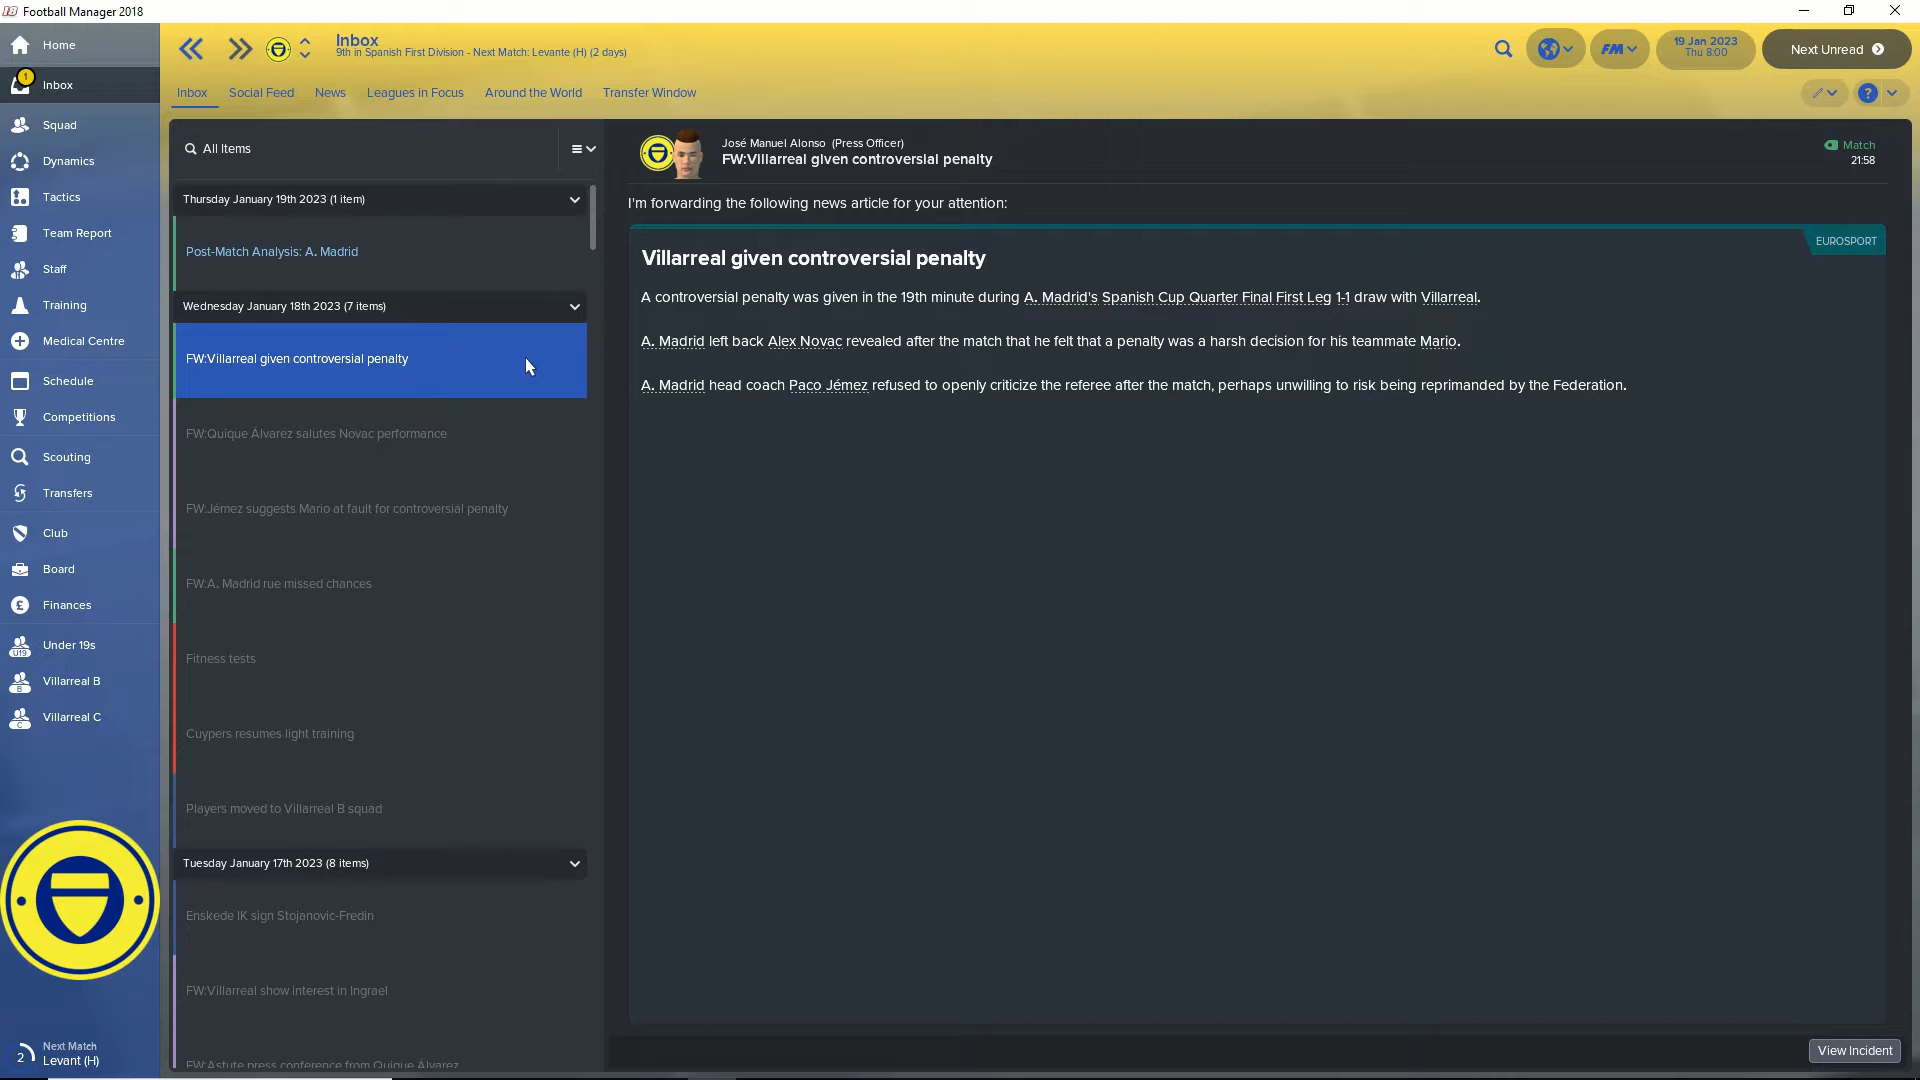 Football Manager 2018
Home
1
Inbox
Squad
Dynamics
Tactics
Team Report
Staff
Training
Medical Centre
Schedule
Competitions
Scouting
Transfers
Club
Board
Finances
Under 19s
U19
Villarreal B
B
Villarreal C
C
2
Next Match
Levant (H)
Inbox
9th in Spanish First Division - Next Match: Levante (H) (2 days)
FM
19 Jan 2023
Thu 8:00
Next Unread
Inbox Social Feed News Leagues in Focus Around the World Transfer Window
?
All Items
Thursday January 19th 2023 (1 item)
Post-Match Analysis: A. Madrid
Wednesday January 18th 2023 (7 items)
FW:Villarreal given controversial penalty
FW:Quique Álvarez salutes Novac performance
FW:Jémez suggests Mario at fault for controversial penalty
FW:A. Madrid rue missed chances
Fitness tests
Cuypers resumes light training
Players moved to Villarreal B squad
Tuesday January 17th 2023 (8 items)
Enskede IK sign Stojanovic-Fredin
FW:Villarreal show interest in Ingrael
FW:Astute press conference from Quique Álvarez
José Manuel Alonso (Press Officer)
FW:Villarreal given controversial penalty
Match
21:58
I'm forwarding the following news article for your attention:
EUROSPORT
Villarreal given controversial penalty
A controversial penalty was given in the 19th minute during A. Madrid's Spanish Cup Quarter Final First Leg 1-1 draw with Villarreal.
A. Madrid left back Alex Novac revealed after the match that he felt that a penalty was a harsh decision for his teammate Mario.
A. Madrid head coach Paco Jémez refused to openly criticize the referee after the match, perhaps unwilling to risk being reprimanded by the Federation.
View Incident